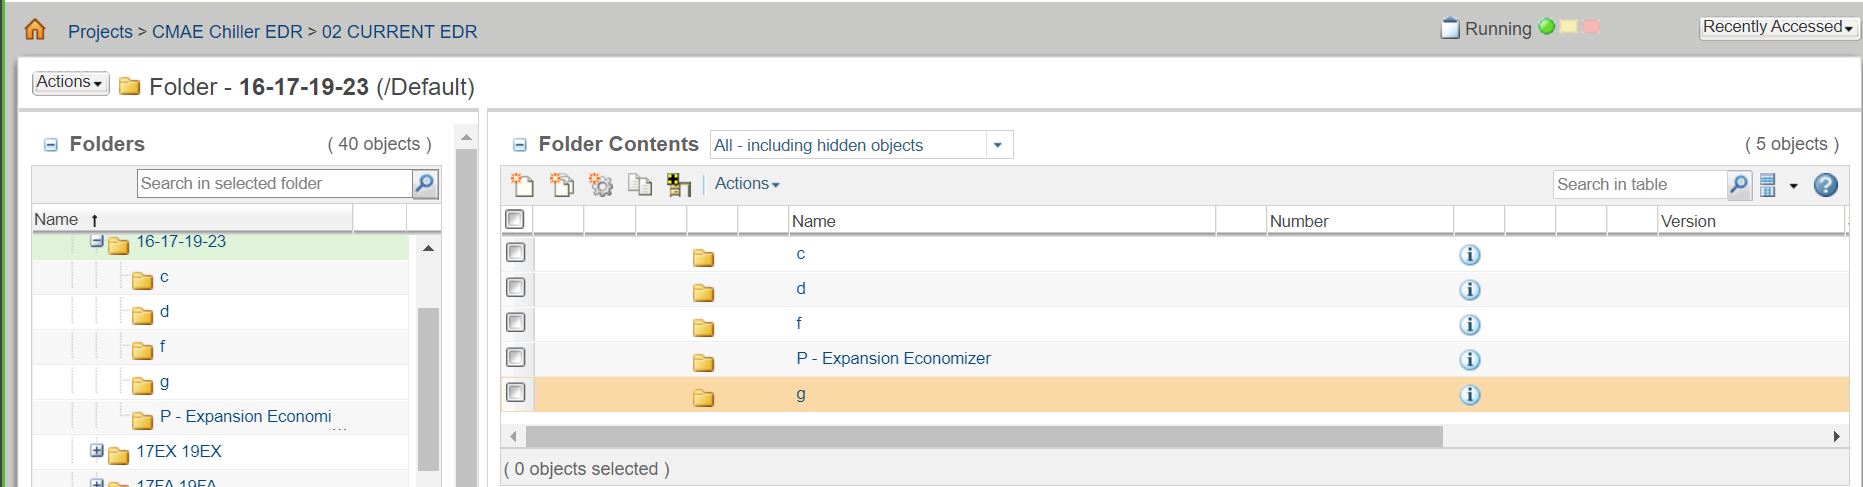 Projects > CMAE Chiller EDR > 02 CURRENT EDR
Running
Recently Accessed
Actions
Folder - 16-17-19-23 (/Default)
Folders
( 40 objects )
Search in selected folder
Name
16-17-19-23
c
d
f
g
P - Expansion Economi...
17EX 19EX
17FA 19FA
Folder Contents
All - including hidden objects
( 5 objects )
Actions
Search in table
Name Number Version
c
d
f
P - Expansion Economizer
g
( 0 objects selected )